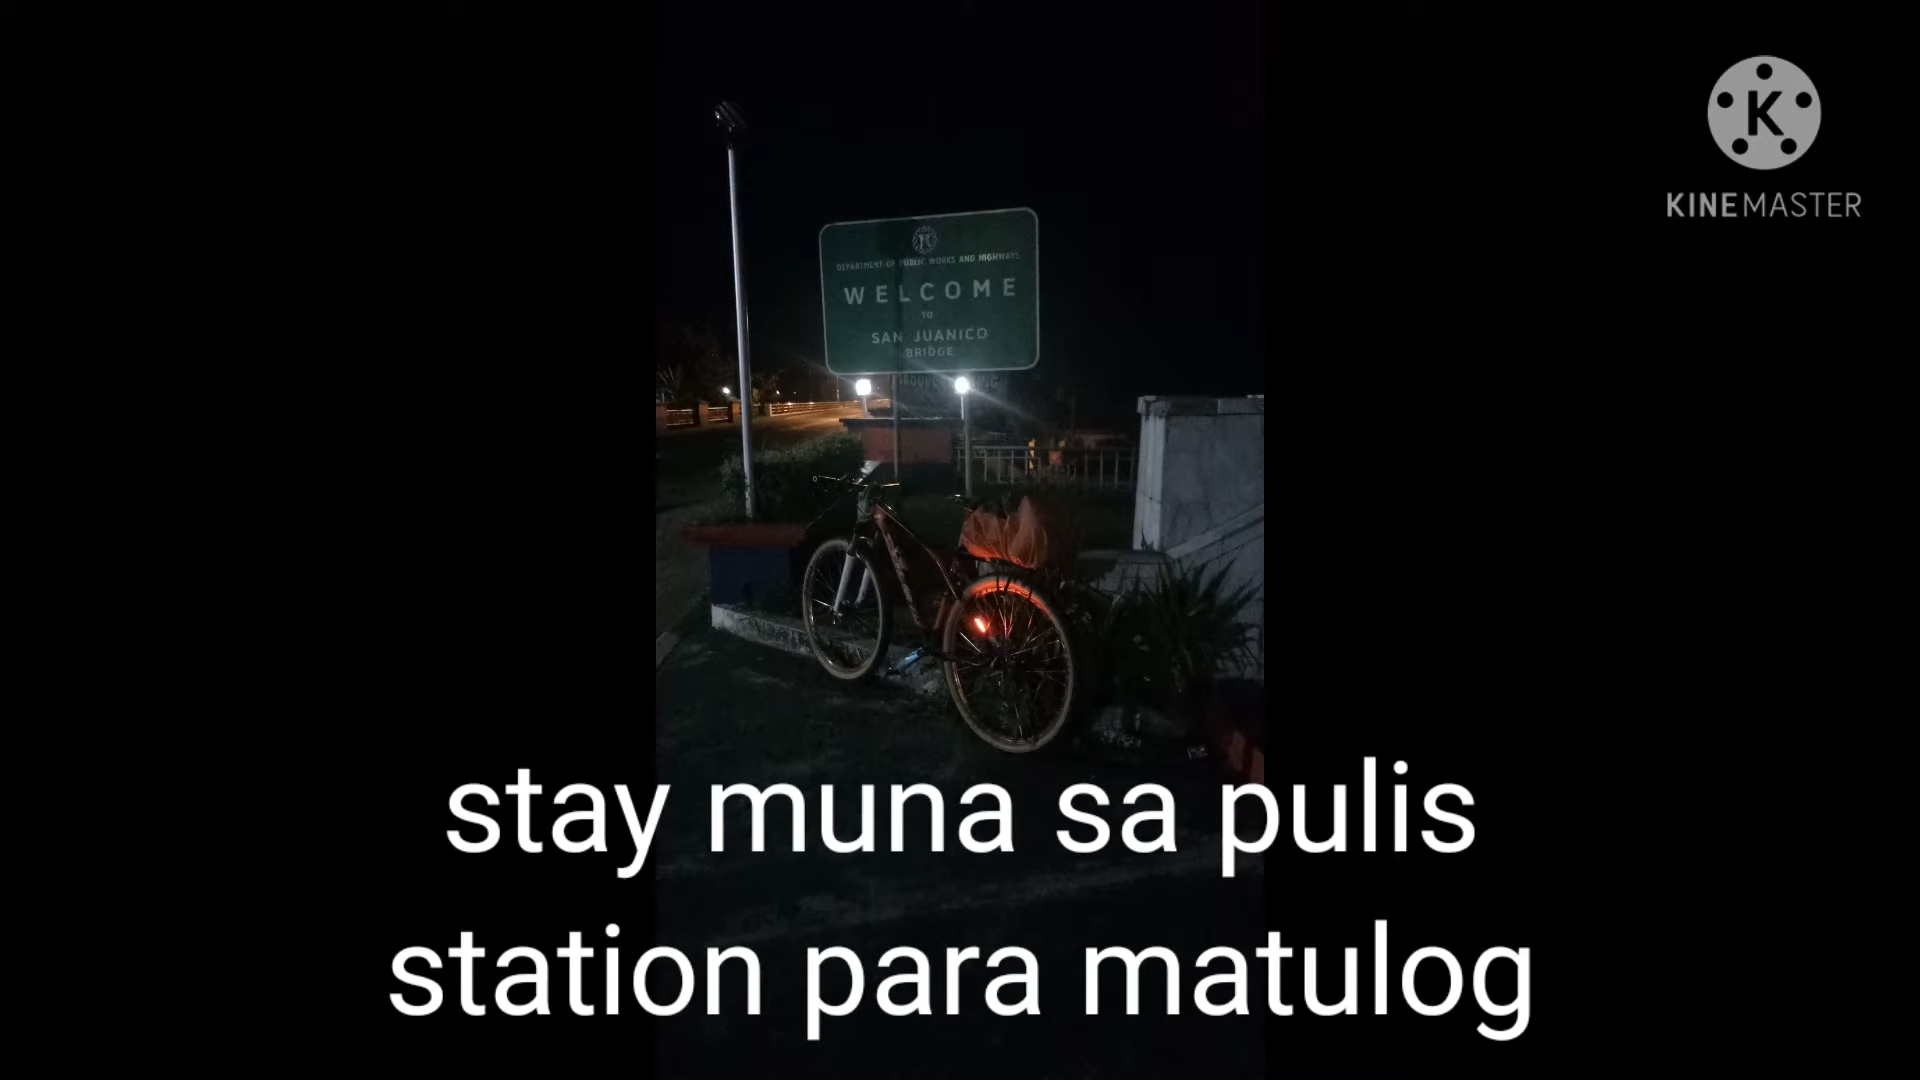 K
KINEMASTER
DEPARTMENT OF PUBLIC WORKS AND HIGHWAYS
WELCOME
TO
SAN JUANICO
BRIDGE
stay muna sa pulis
station para matulog